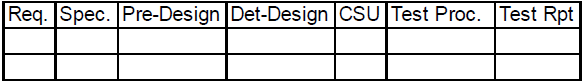 Req. Spec. Pre-Design Det-Design CSU Test Proc. Test Rpt